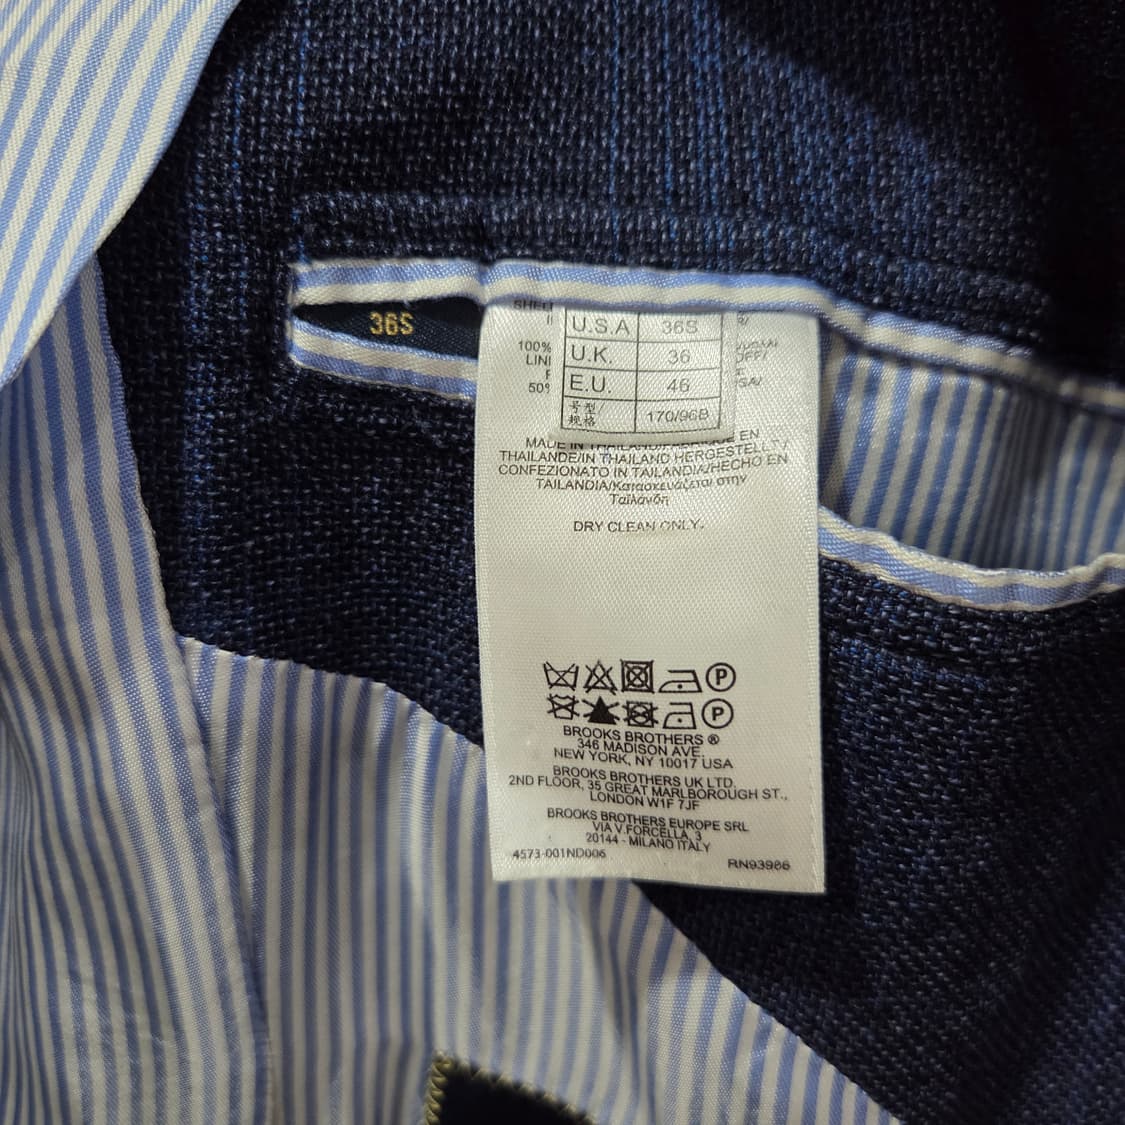 36S
U.S.A 36S
U.K. 36
E.U. 46
号型/规格 170/96B
100%
50%
MADE IN THAILAND/FABRIQUE EN
THAILANDE/IN THAILAND HERGESTELLT
CONFEZIONATO IN TAILANDIA/HECHO EN
TAILANDIA/Κατασκευάζεται στην
Ταϊλάνδη
DRY CLEAN ONLY.
P
P
BROOKS BROTHERS ®
346 MADISON AVE.
NEW YORK, NY 10017 USA
BROOKS BROTHERS UK LTD.
2ND FLOOR, 35 GREAT MARLBOROUGH ST.,
LONDON W1F 7JF
BROOKS BROTHERS EUROPE SRL
VIA V.FORCELLA, 3
20144 - MILANO ITALY
4573-001ND006
RN93966